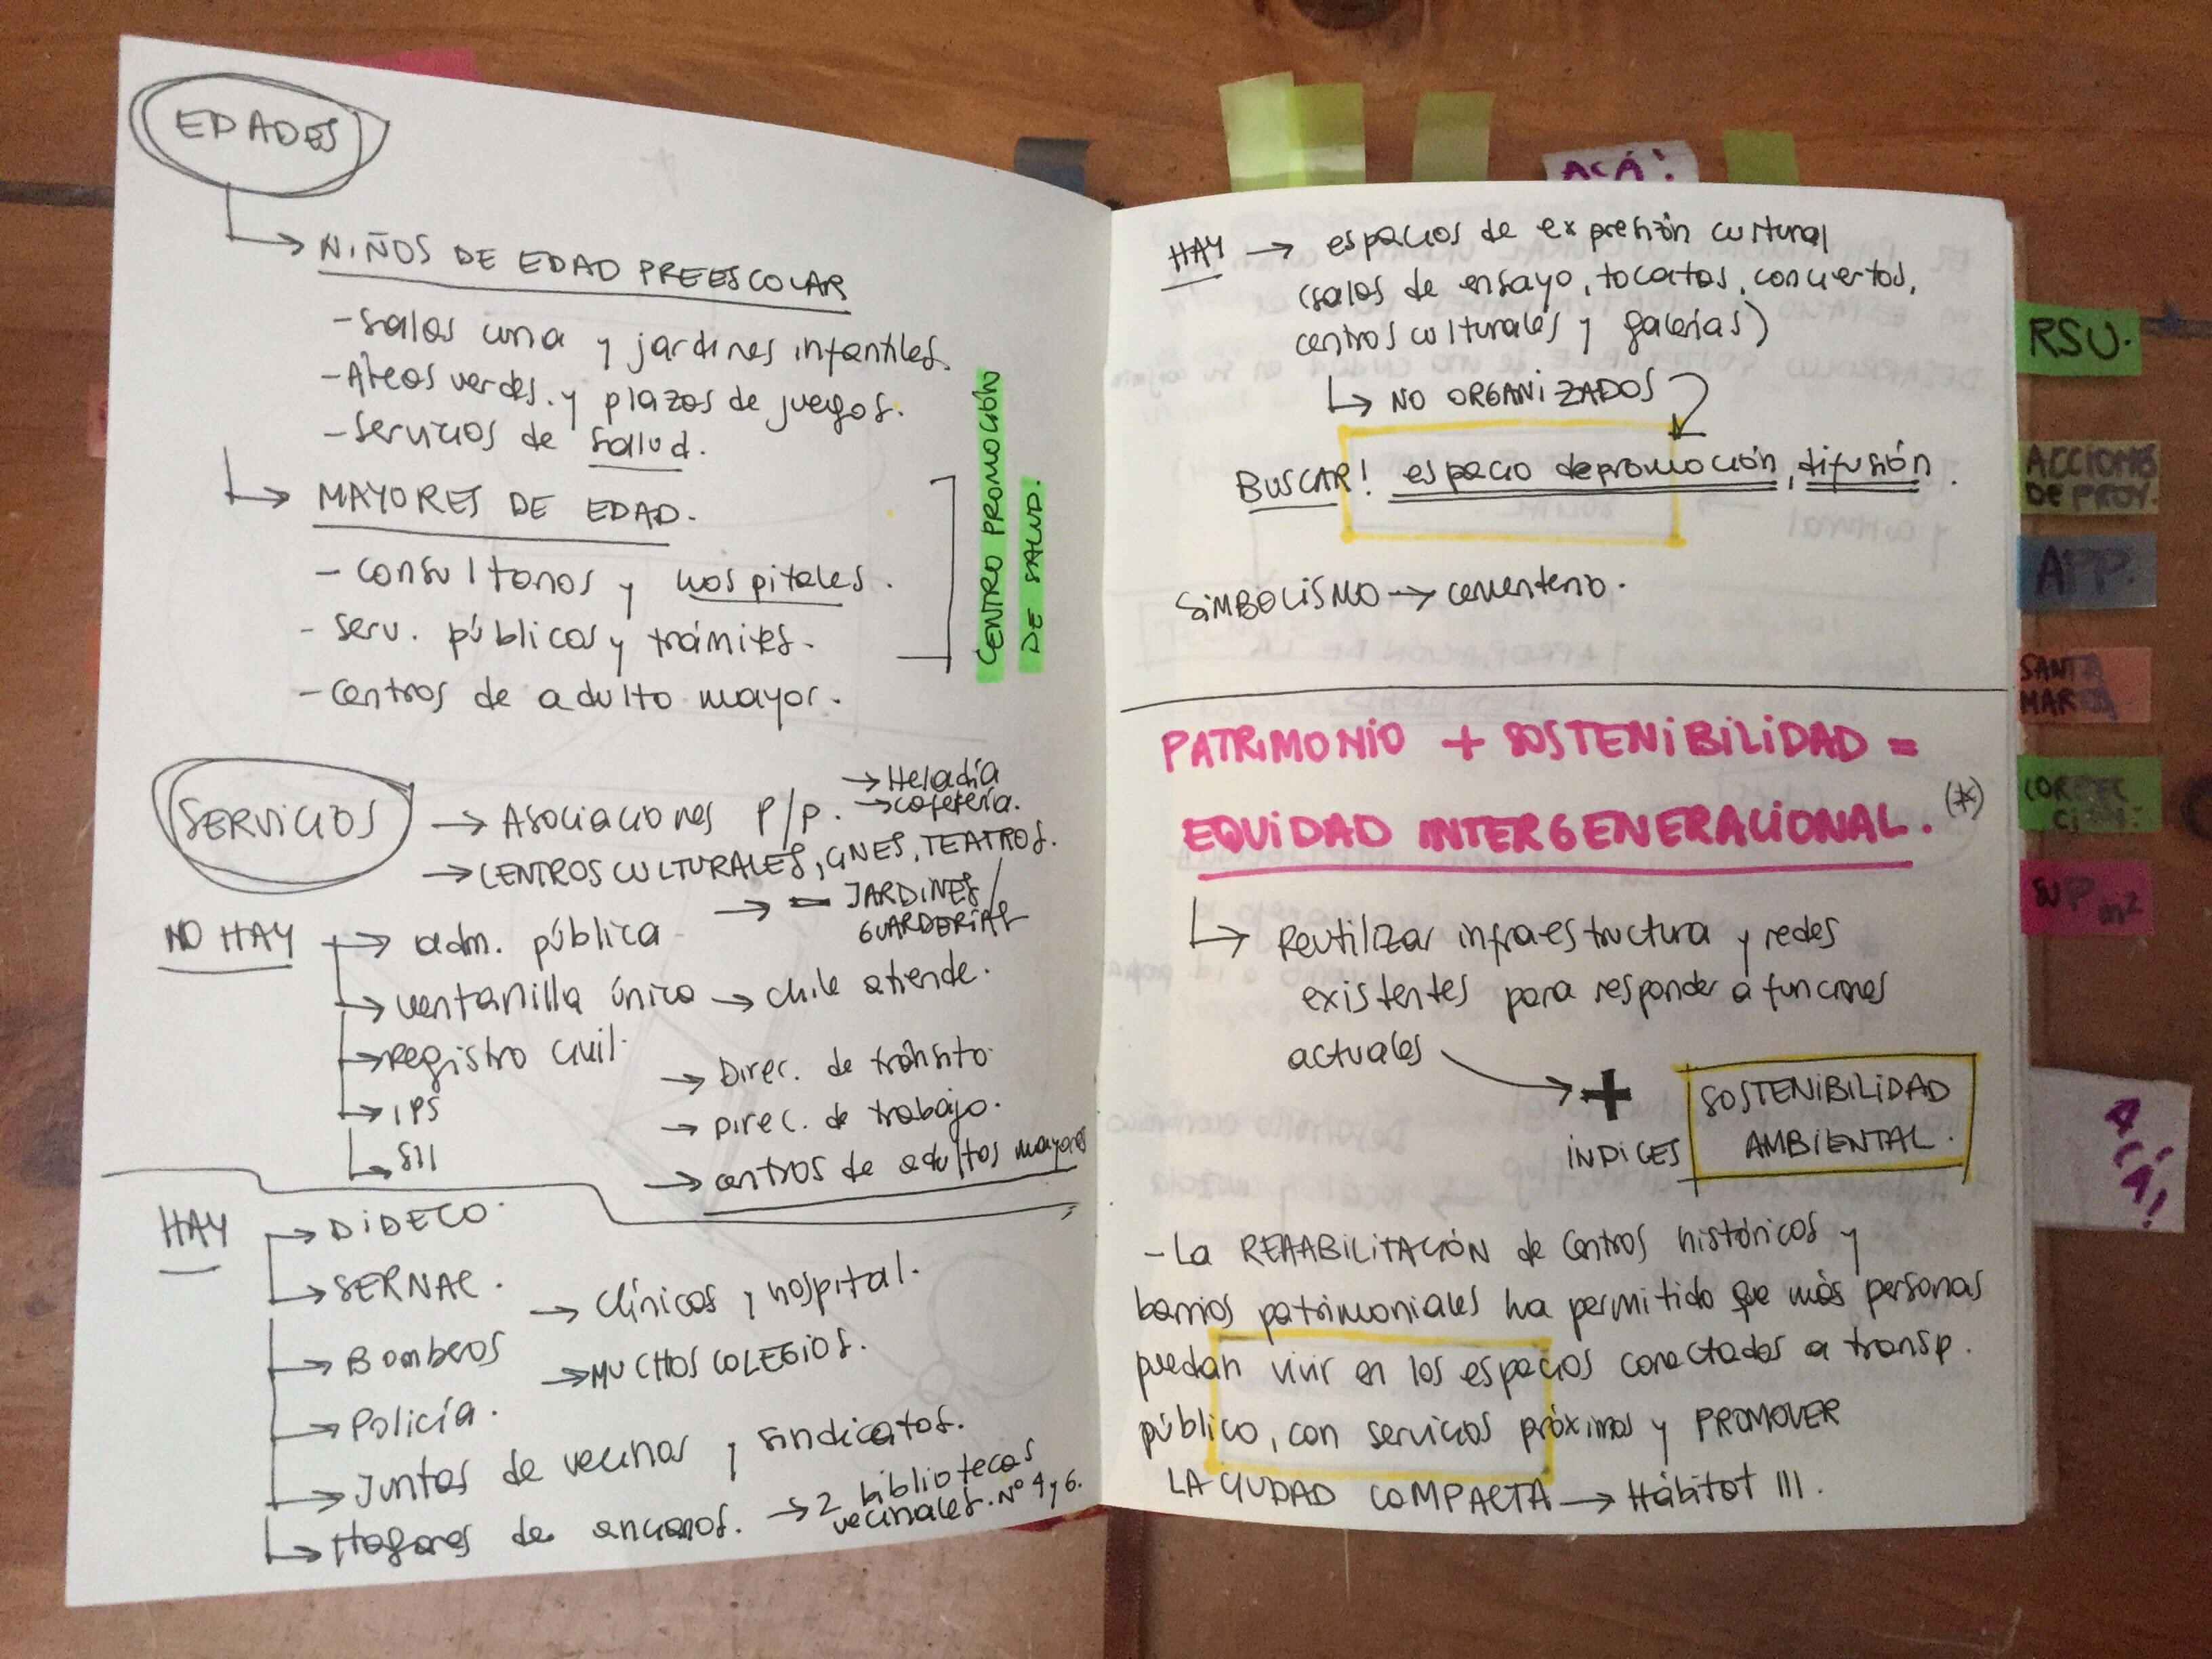 EDADES
NIÑOS DE EDAD PREESCOLAR
- Salas cuna y jardines infantiles.
- Áreas verdes. y plazas de juegos.
- Servicios de salud.
MAYORES DE EDAD.
- Consultorios y hospitales.
- Serv. públicos y trámites.
- Centros de adulto mayor.
CENTRO PROMOCIÓN
DE SALUD.
SERVICIOS → Asociaciones P/P. → Heladía
→ cafetería.
→ CENTROS CULTURALES, CINES, TEATROS.
→ JARDINES/
GUARDERÍAS
NO HAY → adm. pública
→ ventanilla única → chile atiende.
→ Registro civil.
→ IPS
→ SII
→ Direc. de tránsito.
→ Direc. de trabajo.
→ centros de adultos mayores
HAY → DIDECO.
→ SERNAC.
→ Bomberos
→ Policía.
→ Clínicas y hospital.
→ MUCHOS COLEGIOS.
→ Juntas de vecinos y sindicatos.
→ Hogares de ancianos. → 2 bibliotecas
vecinales. Nº 4 y 6.
ACÁ!
HAY → espacios de expresión cultural
(salas de ensayo, tocatas, conciertos,
centros culturales y galerías)
↳ NO ORGANIZADOS
BUSCAR! espacio de promoción, difusión.
SIMBOLISMO → cementerio.
PATRIMONIO + SOSTENIBILIDAD =
EQUIDAD INTERGENERACIONAL. (*)
↳ Reutilizar infraestructura y redes
existentes para responder a funciones
actuales → +
ÍNDICES
SOSTENIBILIDAD
AMBIENTAL.
- La REHABILITACIÓN de Centros históricos y
barrios patrimoniales ha permitido que más personas
puedan vivir en los espacios conectados a transp.
público, con servicios próximos y PROMOVER
LA CIUDAD COMPACTA → Hábitat III.
RSU.
ACCIONES
DE PROY.
SANTA
MARTA
CORREC
CIÓN.
m²
ACÁ!